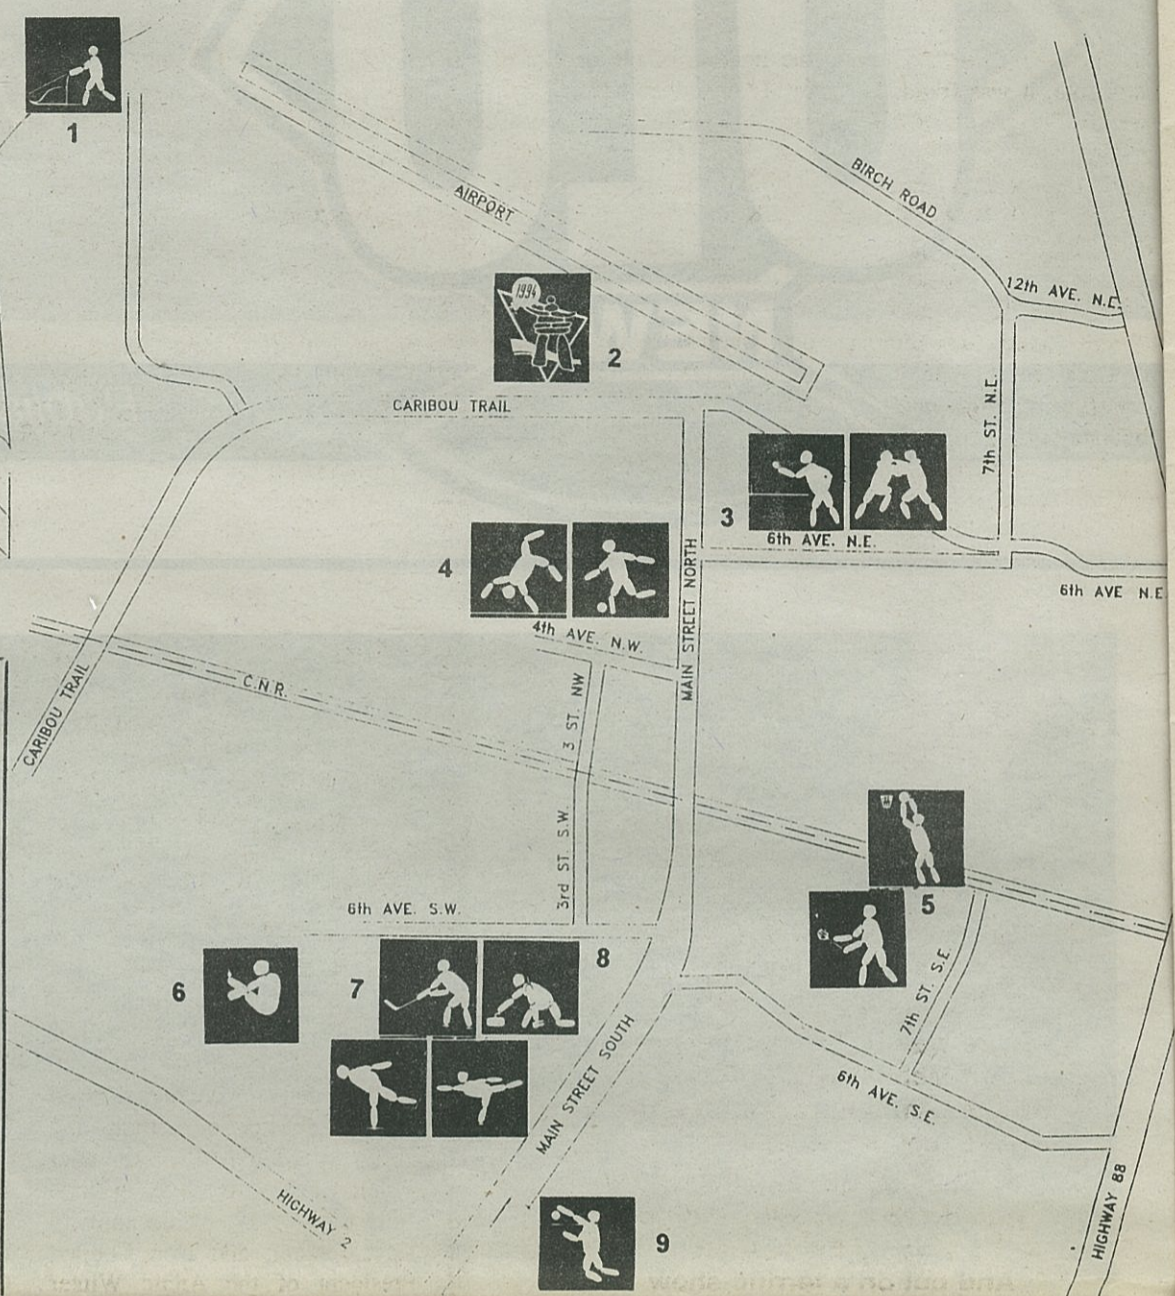 1
AIRPORT
BIRCH ROAD
12th AVE. N.E.
1994
2
CARIBOU TRAIL
7th ST. N.E.
3
6th AVE. N.E.
4
MAIN STREET NORTH
6th AVE N.E.
4th AVE. N.W.
C.N.R.
CARIBOU TRAIL
3 ST. NW
3rd ST. S.W.
5
6th AVE. S.W.
8
6
7
7th ST. S.E.
MAIN STREET SOUTH
6th AVE. S.E.
HIGHWAY 2
HIGHWAY 88
9